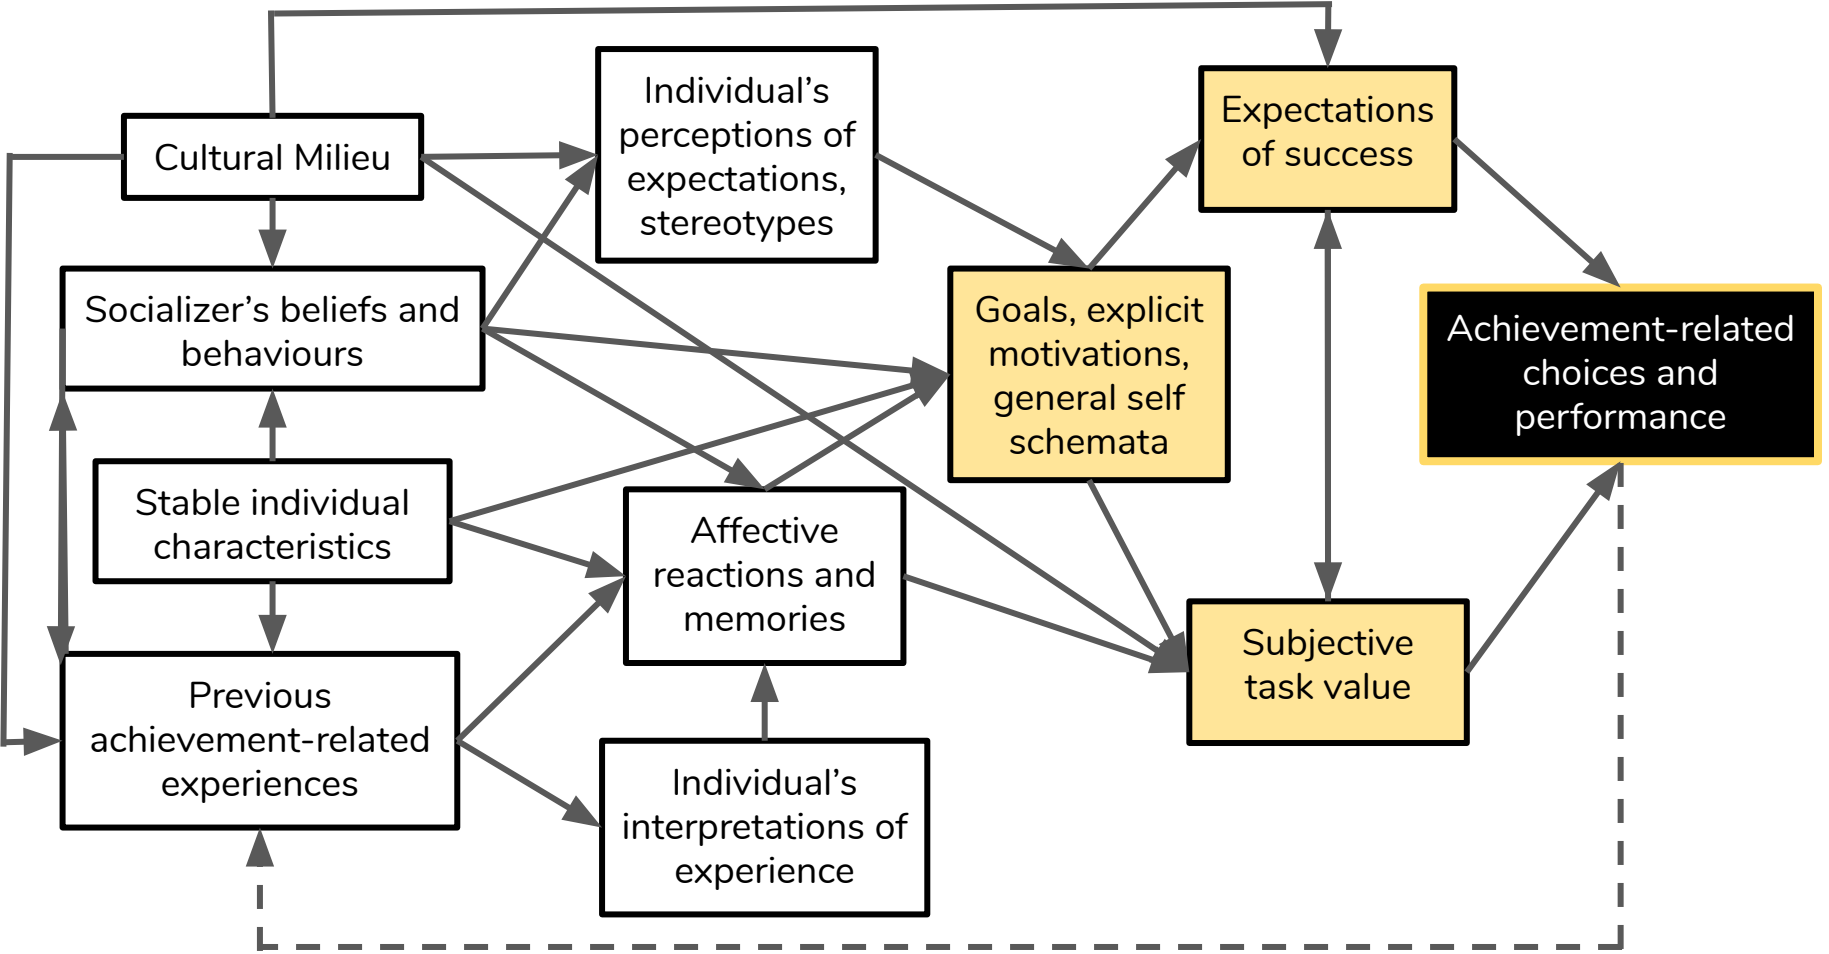 Cultural Milieu
Socializer’s beliefs and
behaviours
Stable individual
characteristics
Previous
achievement-related
experiences
Individual’s
perceptions of
expectations,
stereotypes
Affective
reactions and
memories
Individual’s
interpretations of
experience
Goals, explicit
motivations,
general self
schemata
Expectations
of success
Subjective
task value
Achievement-related
choices and
performance